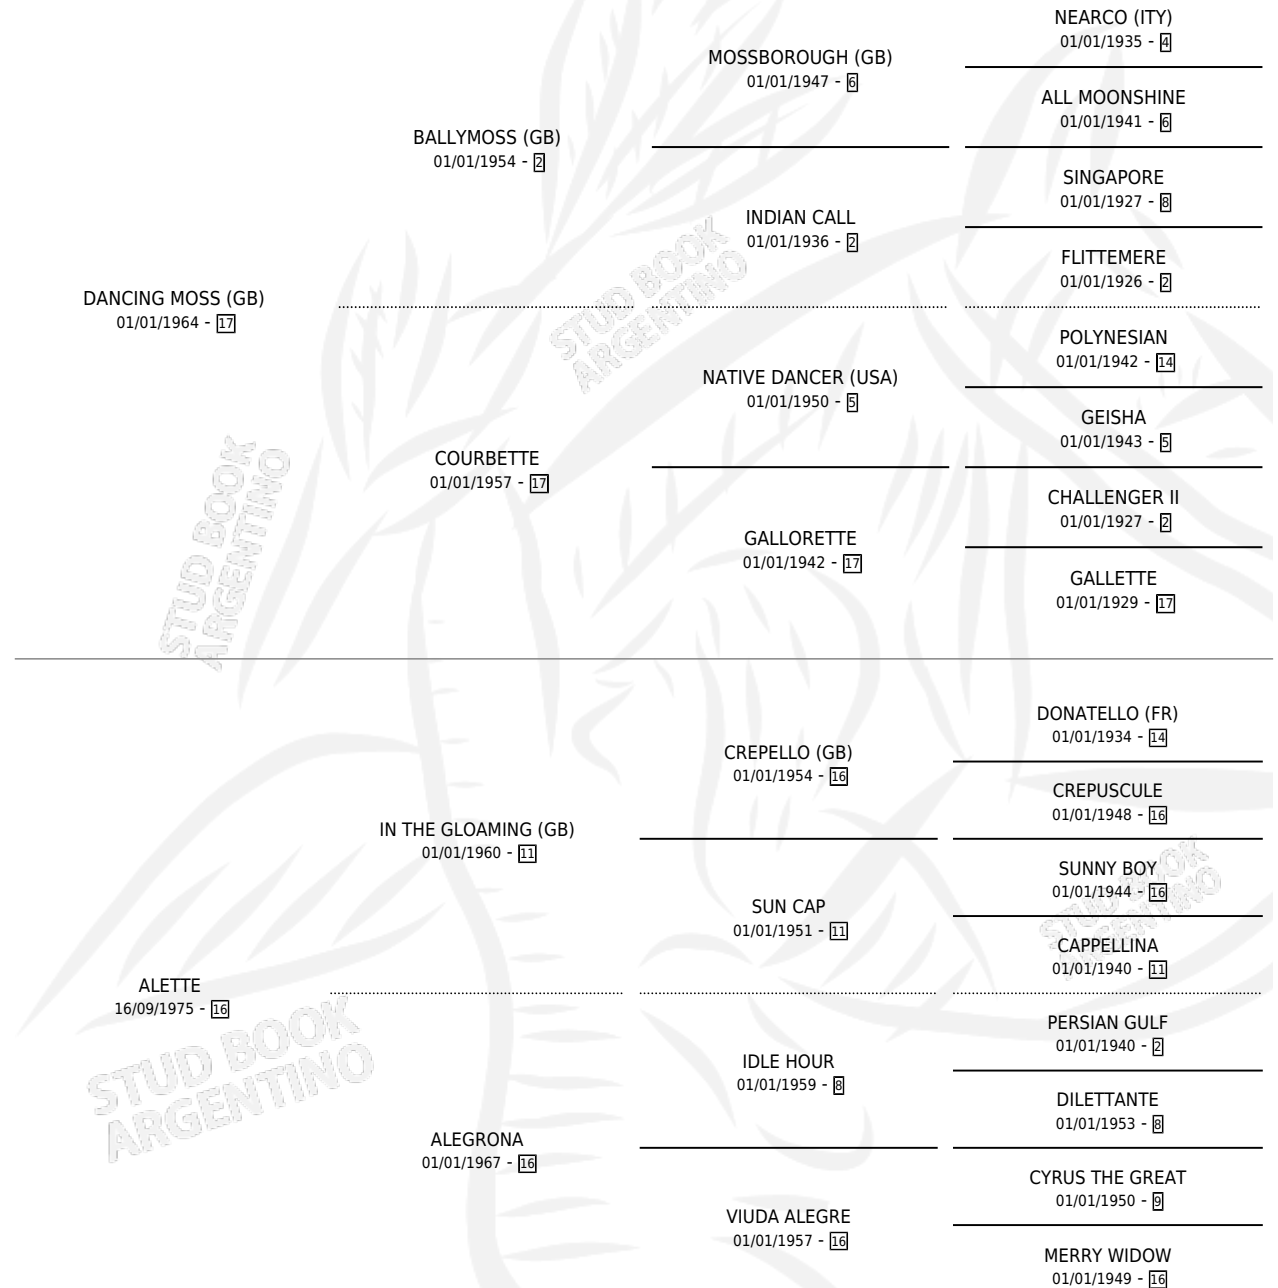 NEARCO (ITY)
01/01/1935 - 4
MOSSBOROUGH (GB)
01/01/1947 - 6
ALL MOONSHINE
01/01/1941 - 6
BALLYMOSS (GB)
01/01/1954 - 2
SINGAPORE
01/01/1927 - 8
INDIAN CALL
01/01/1936 - 2
FLITTEMERE
01/01/1926 - 2
DANCING MOSS (GB)
01/01/1964 - 17
POLYNESIAN
01/01/1942 - 14
NATIVE DANCER (USA)
01/01/1950 - 5
GEISHA
01/01/1943 - 5
COURBETTE
01/01/1957 - 17
CHALLENGER II
01/01/1927 - 2
GALLORETTE
01/01/1942 - 17
GALLETTE
01/01/1929 - 17
STUD BOOK
ARGENTINO
STUD BOOK
ARGENTINO
DONATELLO (FR)
01/01/1934 - 14
CREPELLO (GB)
01/01/1954 - 16
CREPUSCULE
01/01/1948 - 16
IN THE GLOAMING (GB)
01/01/1960 - 11
SUNNY BOY
01/01/1944 - 16
SUN CAP
01/01/1951 - 11
CAPPELLINA
01/01/1940 - 11
ALETTE
16/09/1975 - 16
PERSIAN GULF
01/01/1940 - 2
IDLE HOUR
01/01/1959 - 8
DILETTANTE
01/01/1953 - 8
ALEGRONA
01/01/1967 - 16
CYRUS THE GREAT
01/01/1950 - 9
VIUDA ALEGRE
01/01/1957 - 16
MERRY WIDOW
01/01/1949 - 16
STUD BOOK
ARGENTINO
STUD BOOK
ARGENTINO